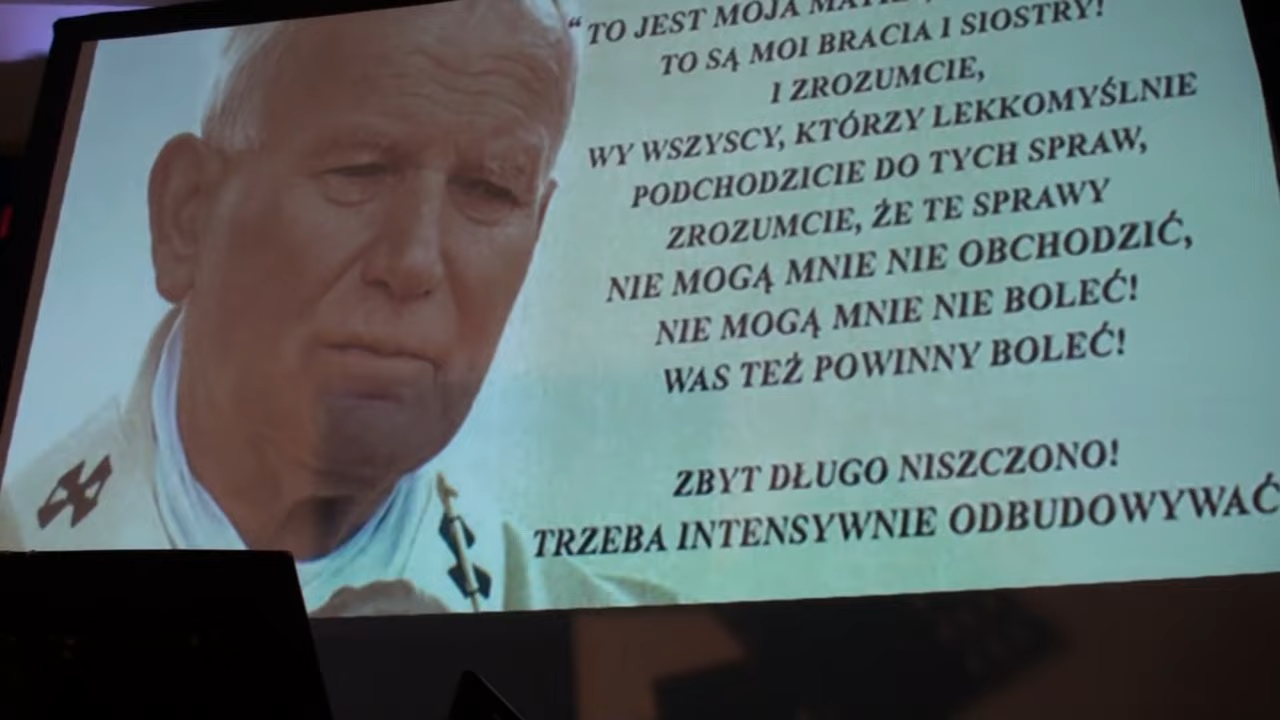 “TO JEST MOJA
TO SĄ MOI BRACIA I SIOSTRY!
I ZROZUMCIE,
WY WSZYSCY, KTÓRZY LEKKOMYŚLNIE
PODCHODZICIE DO TYCH SPRAW,
ZROZUMCIE, ŻE TE SPRAWY
NIE MOGĄ MNIE NIE OBCHODZIĆ,
NIE MOGĄ MNIE NIE BOLEĆ!
WAS TEŻ POWINNY BOLEĆ!
ZBYT DŁUGO NISZCZONO!
TRZEBA INTENSYWNIE ODBUDOWYWAĆ